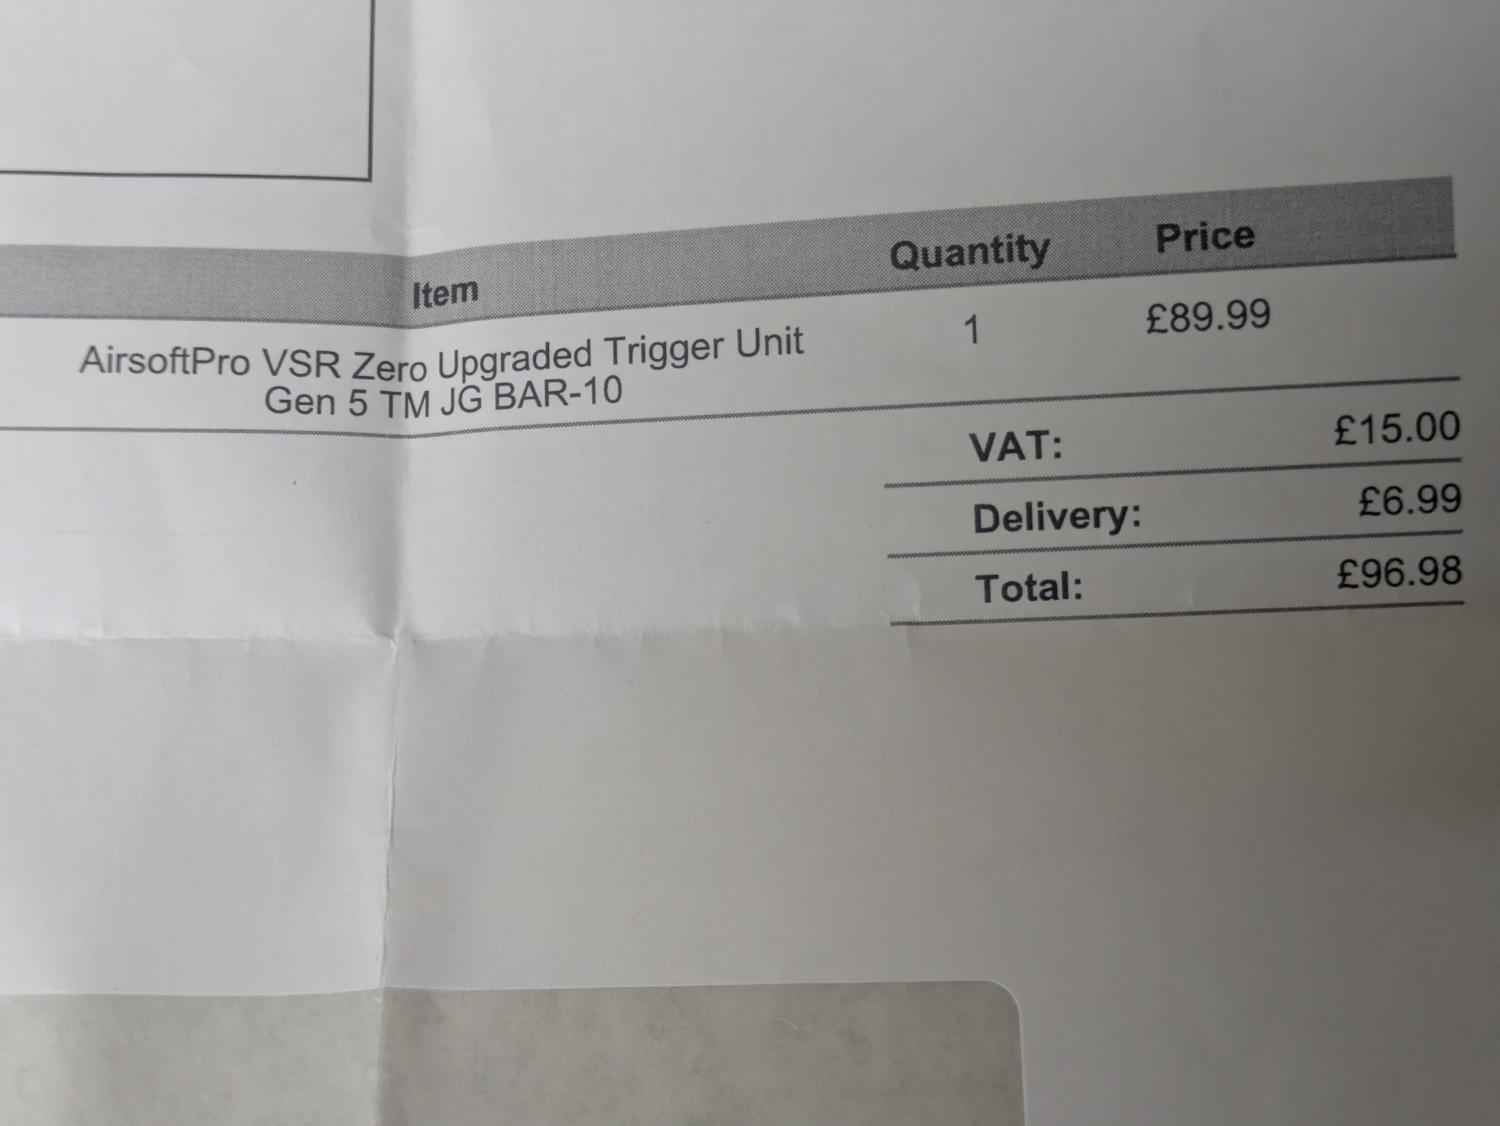 Item Quantity Price
AirsoftPro VSR Zero Upgraded Trigger Unit 1 £89.99
Gen 5 TM JG BAR-10
VAT: £15.00
Delivery: £6.99
Total: £96.98